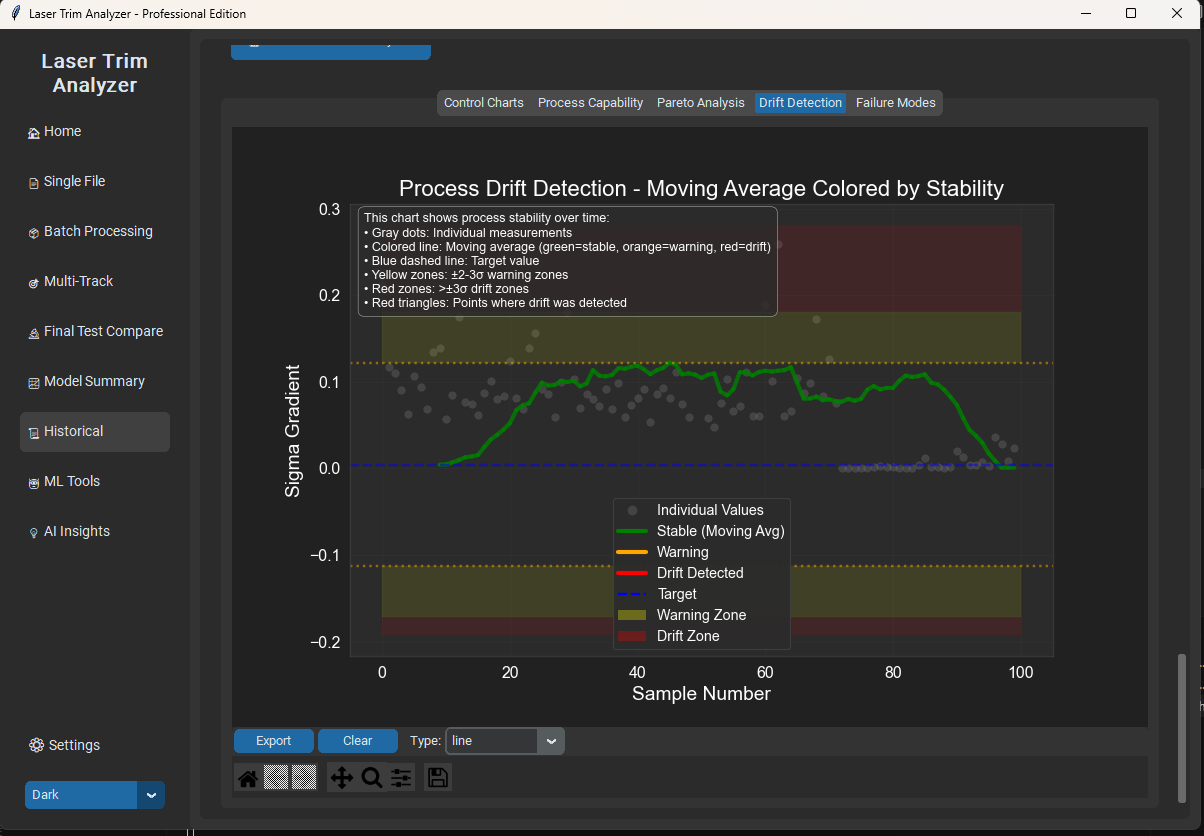 Laser Trim Analyzer - Professional Edition
Laser Trim
Analyzer
Home
Single File
Batch Processing
Multi-Track
Final Test Compare
Model Summary
Historical
ML Tools
AI Insights
Settings
Dark
Control Charts
Process Capability
Pareto Analysis
Drift Detection
Failure Modes
Process Drift Detection - Moving Average Colored by Stability
This chart shows process stability over time:
• Gray dots: Individual measurements
• Colored line: Moving average (green=stable, orange=warning, red=drift)
• Blue dashed line: Target value
• Yellow zones: ±2-3σ warning zones
• Red zones: >±3σ drift zones
• Red triangles: Points where drift was detected
0.3
0.2
0.1
0.0
−0.1
−0.2
Sigma Gradient
Individual Values
Stable (Moving Avg)
Warning
Drift Detected
Target
Warning Zone
Drift Zone
0
20
40
60
80
100
Sample Number
Export
Clear
Type:
line